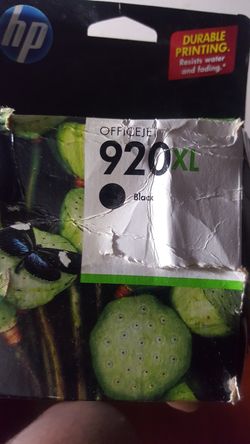 hp
DURABLE
PRINTING.
Resists water
and fading.*
OFFICEJET
920XL
Black